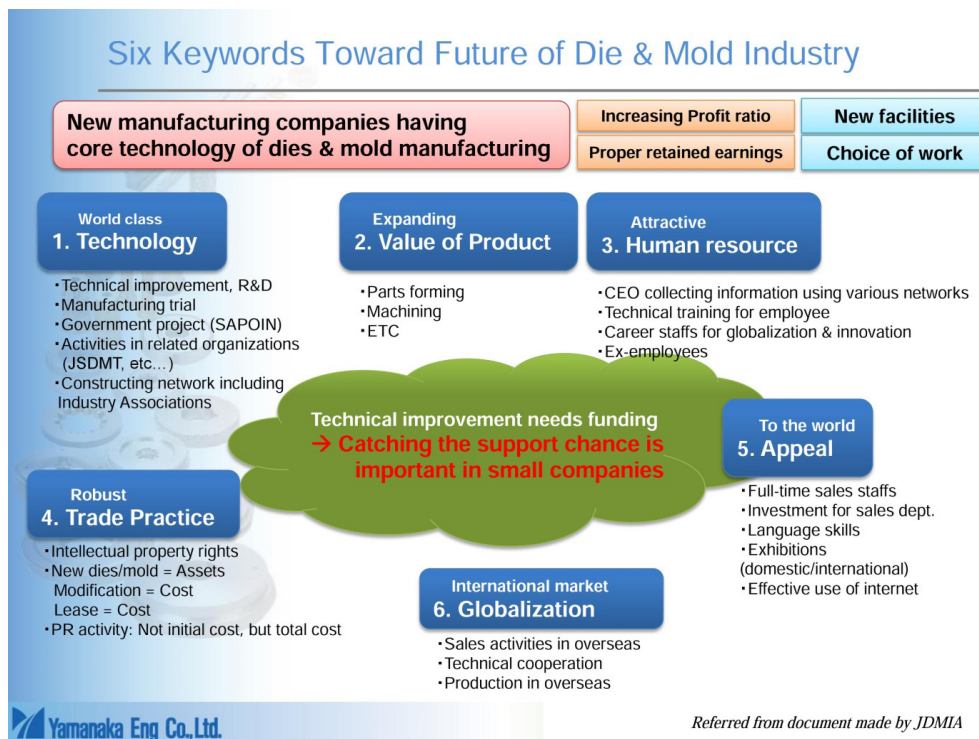 Six Keywords Toward Future of Die & Mold Industry
New manufacturing companies having
core technology of dies & mold manufacturing
Increasing Profit ratio
New facilities
Proper retained earnings
Choice of work
World class
1. Technology
・Technical improvement, R&D
・Manufacturing trial
・Government project (SAPOIN)
・Activities in related organizations
(JSDMT, etc...)
・Constructing network including
Industry Associations
Expanding
2. Value of Product
・Parts forming
・Machining
・ETC
Attractive
3. Human resource
・CEO collecting information using various networks
・Technical training for employee
・Career staffs for globalization & innovation
・Ex-employees
Technical improvement needs funding
→ Catching the support chance is
important in small companies
Robust
4. Trade Practice
・Intellectual property rights
・New dies/mold = Assets
Modification = Cost
Lease = Cost
・PR activity: Not initial cost, but total cost
To the world
5. Appeal
・Full-time sales staffs
・Investment for sales dept.
・Language skills
・Exhibitions
(domestic/international)
・Effective use of internet
International market
6. Globalization
・Sales activities in overseas
・Technical cooperation
・Production in overseas
Yamanaka Eng Co.,Ltd.
Referred from document made by JDMIA